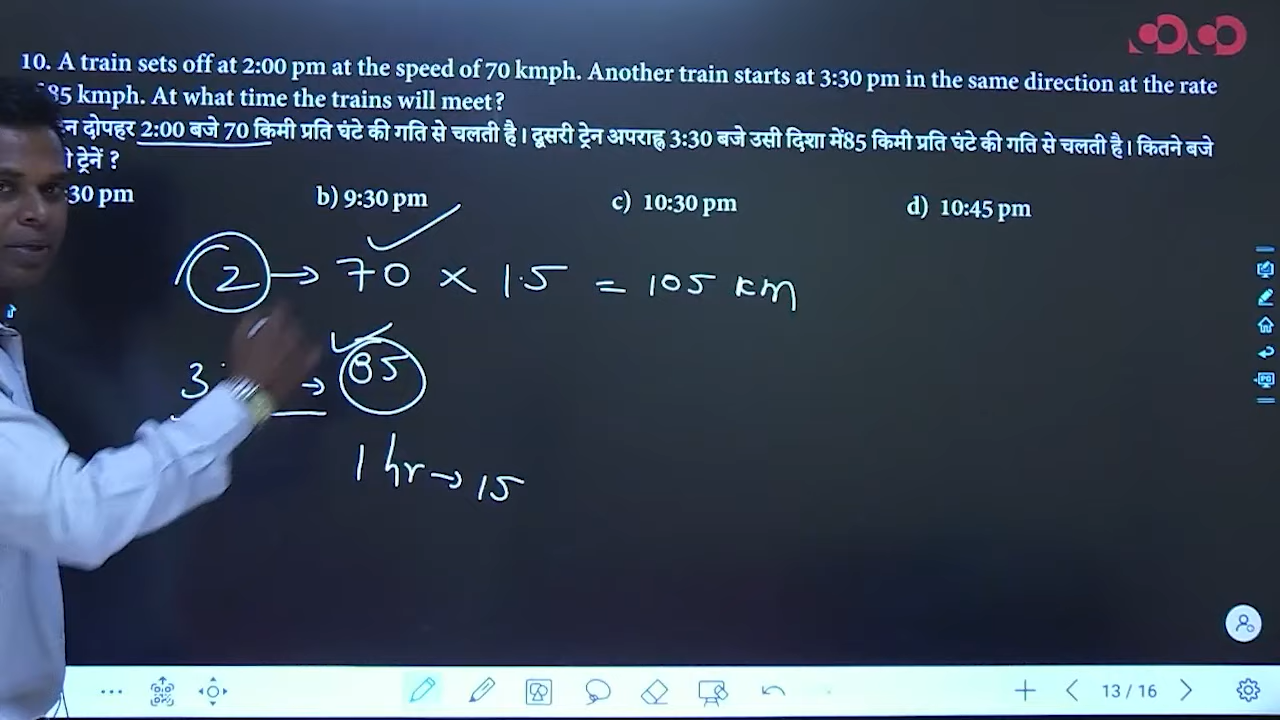 10. A train sets off at 2:00 pm at the speed of 70 kmph. Another train starts at 3:30 pm in the same direction at the rate
85 kmph. At what time the trains will meet?
दोपहर 2:00 बजे 70 किमी प्रति घंटे की गति से चलती है। दूसरी ट्रेन अपराह्न 3:30 बजे उसी दिशा में85 किमी प्रति घंटे की गति से चलती है। कितने बजे
ट्रेनें ?
:30 pm b) 9:30 pm c) 10:30 pm d) 10:45 pm
2 → 70 × 1.5 = 105 km
3 → 85
1 hr → 15
13 / 16